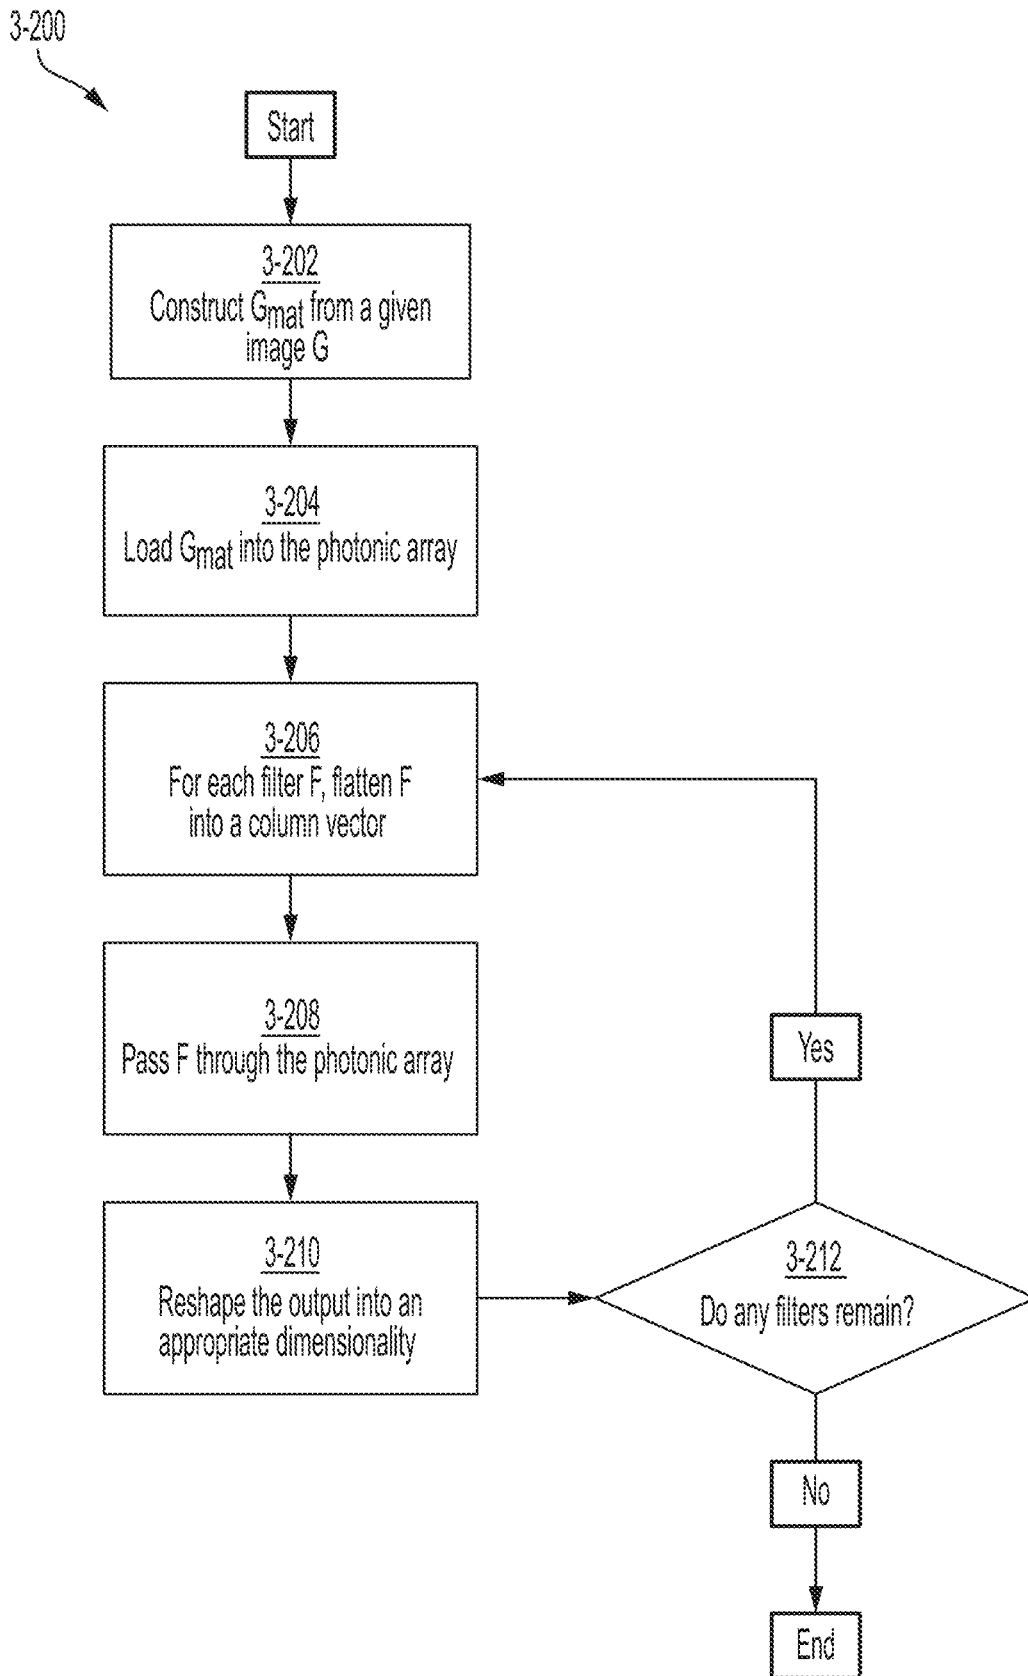 3-200
Start
3-202
Construct Gmat from a given
image G
3-204
Load Gmat into the photonic array
3-206
For each filter F, flatten F
into a column vector
3-208
Pass F through the photonic array
3-210
Reshape the output into an
appropriate dimensionality
3-212
Do any filters remain?
Yes
No
End